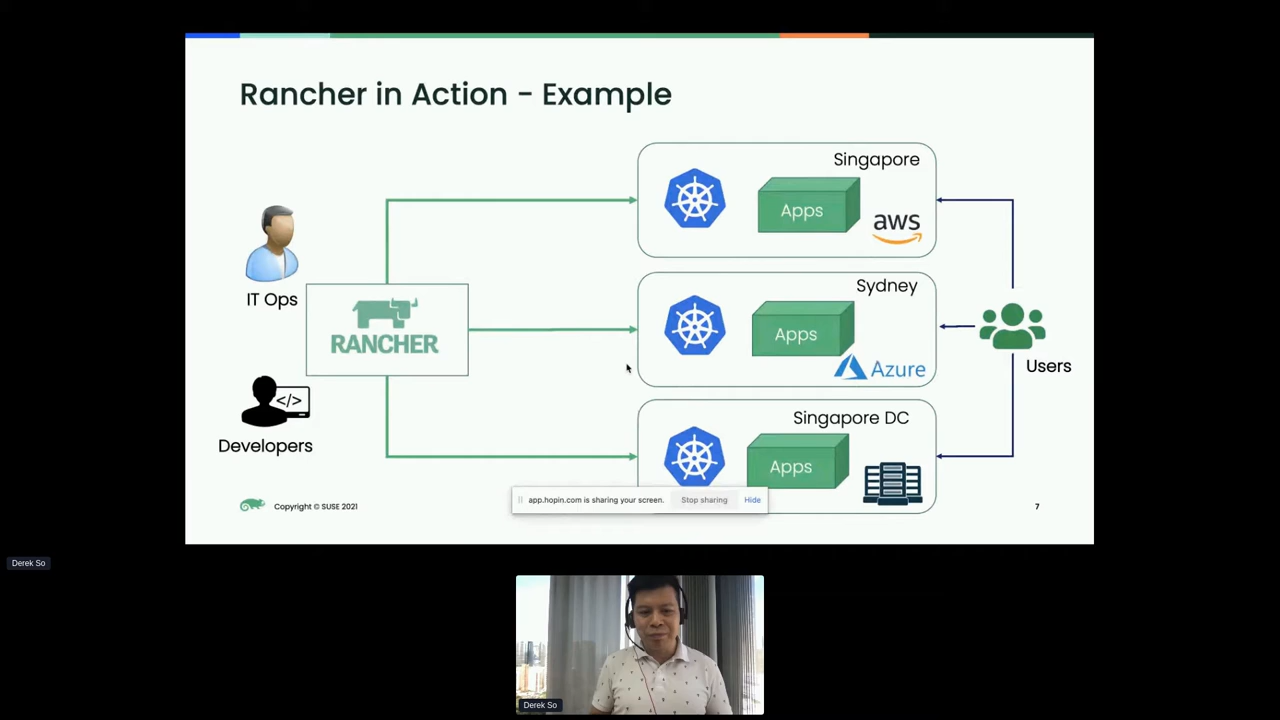 Rancher in Action - Example
Singapore
Apps
aws
IT Ops
Sydney
RANCHER
Apps
Azure
Users
Developers
</>
Singapore DC
Apps
app.hopin.com is sharing your screen.
Stop sharing
Hide
Copyright © SUSE 2021
7
Derek So
Derek So